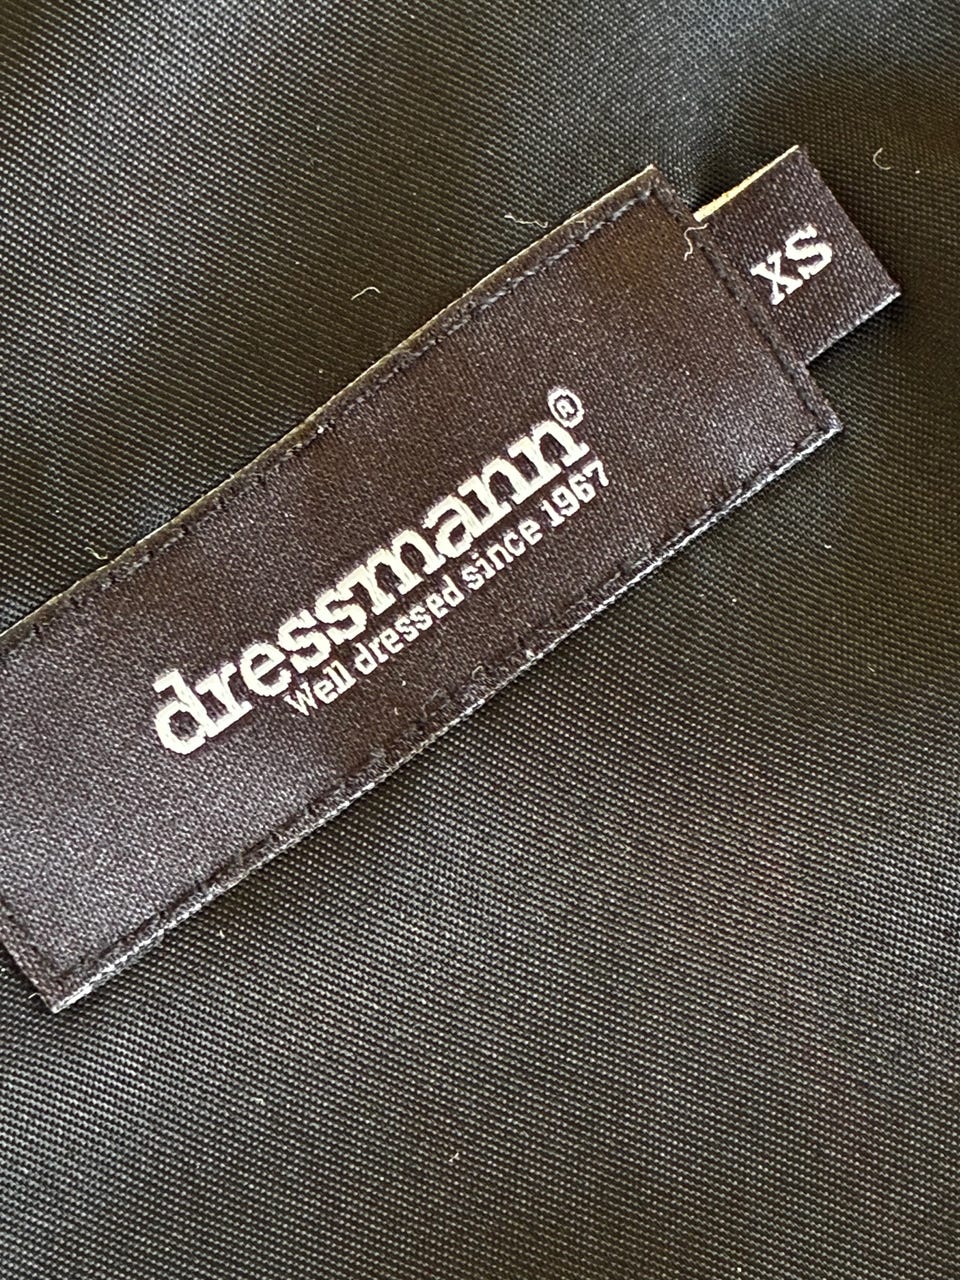 dressmann®
Well dressed since 1967
XS